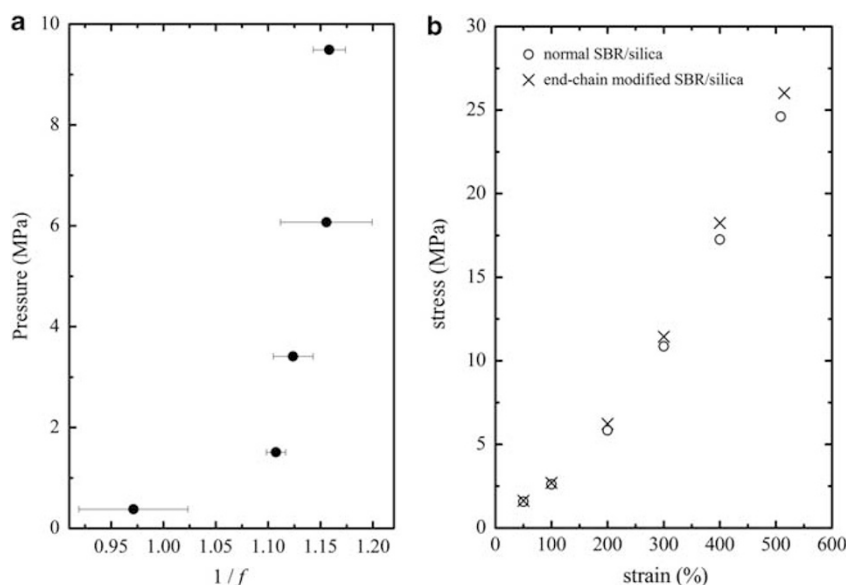 a
Pressure (MPa)
10
8
6
4
2
0
0.95 1.00 1.05 1.10 1.15 1.20
1 / f
b
stress (MPa)
30
25
20
15
10
5
0
normal SBR/silica
end-chain modified SBR/silica
0 100 200 300 400 500 600
strain (%)